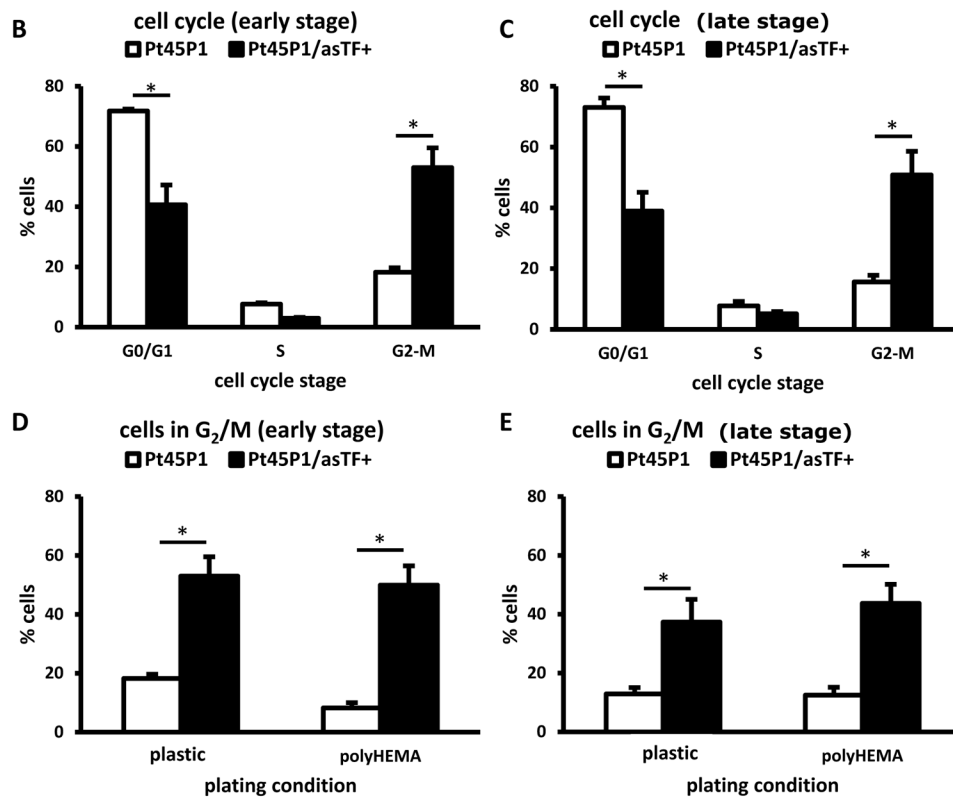 B
cell cycle (early stage)
Pt45P1 Pt45P1/asTF+
80
60
40
20
0
% cells
*
*
G0/G1 S G2-M
cell cycle stage
C
cell cycle (late stage)
Pt45P1 Pt45P1/asTF+
80
60
40
20
0
% cells
*
*
G0/G1 S G2-M
cell cycle stage
D
cells in G₂/M (early stage)
Pt45P1 Pt45P1/asTF+
80
60
40
20
0
% cells
*
*
plastic polyHEMA
plating condition
E
cells in G₂/M (late stage)
Pt45P1 Pt45P1/asTF+
80
60
40
20
0
% cells
*
*
plastic polyHEMA
plating condition